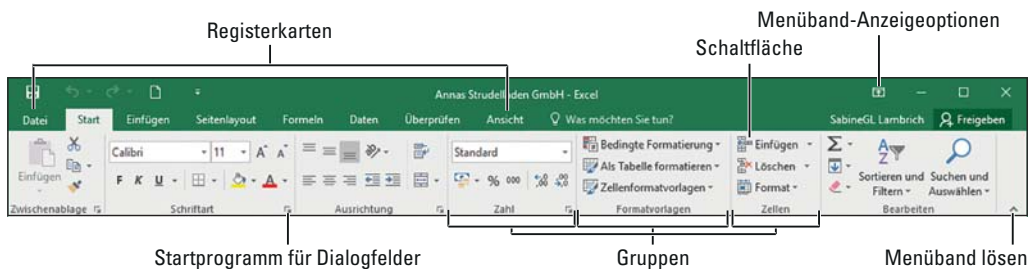 Menüband-Anzeigeoptionen
Registerkarten
Schaltfläche
Annas Strudelladen GmbH - Excel
Datei Start Einfügen Seitenlayout Formeln Daten Überprüfen Ansicht Was möchten Sie tun? SabineGL Lambrich Freigeben
Calibri 11 A A Standard Bedingte Formatierung Einfügen Σ A Z
Als Tabelle formatieren Löschen
Einfügen F K U A % 000 Zellenformatvorlagen Format Sortieren und Filtern Suchen und Auswählen
Zwischenablage Schriftart Ausrichtung Zahl Formatvorlagen Zellen Bearbeiten
Startprogramm für Dialogfelder Gruppen Menüband lösen